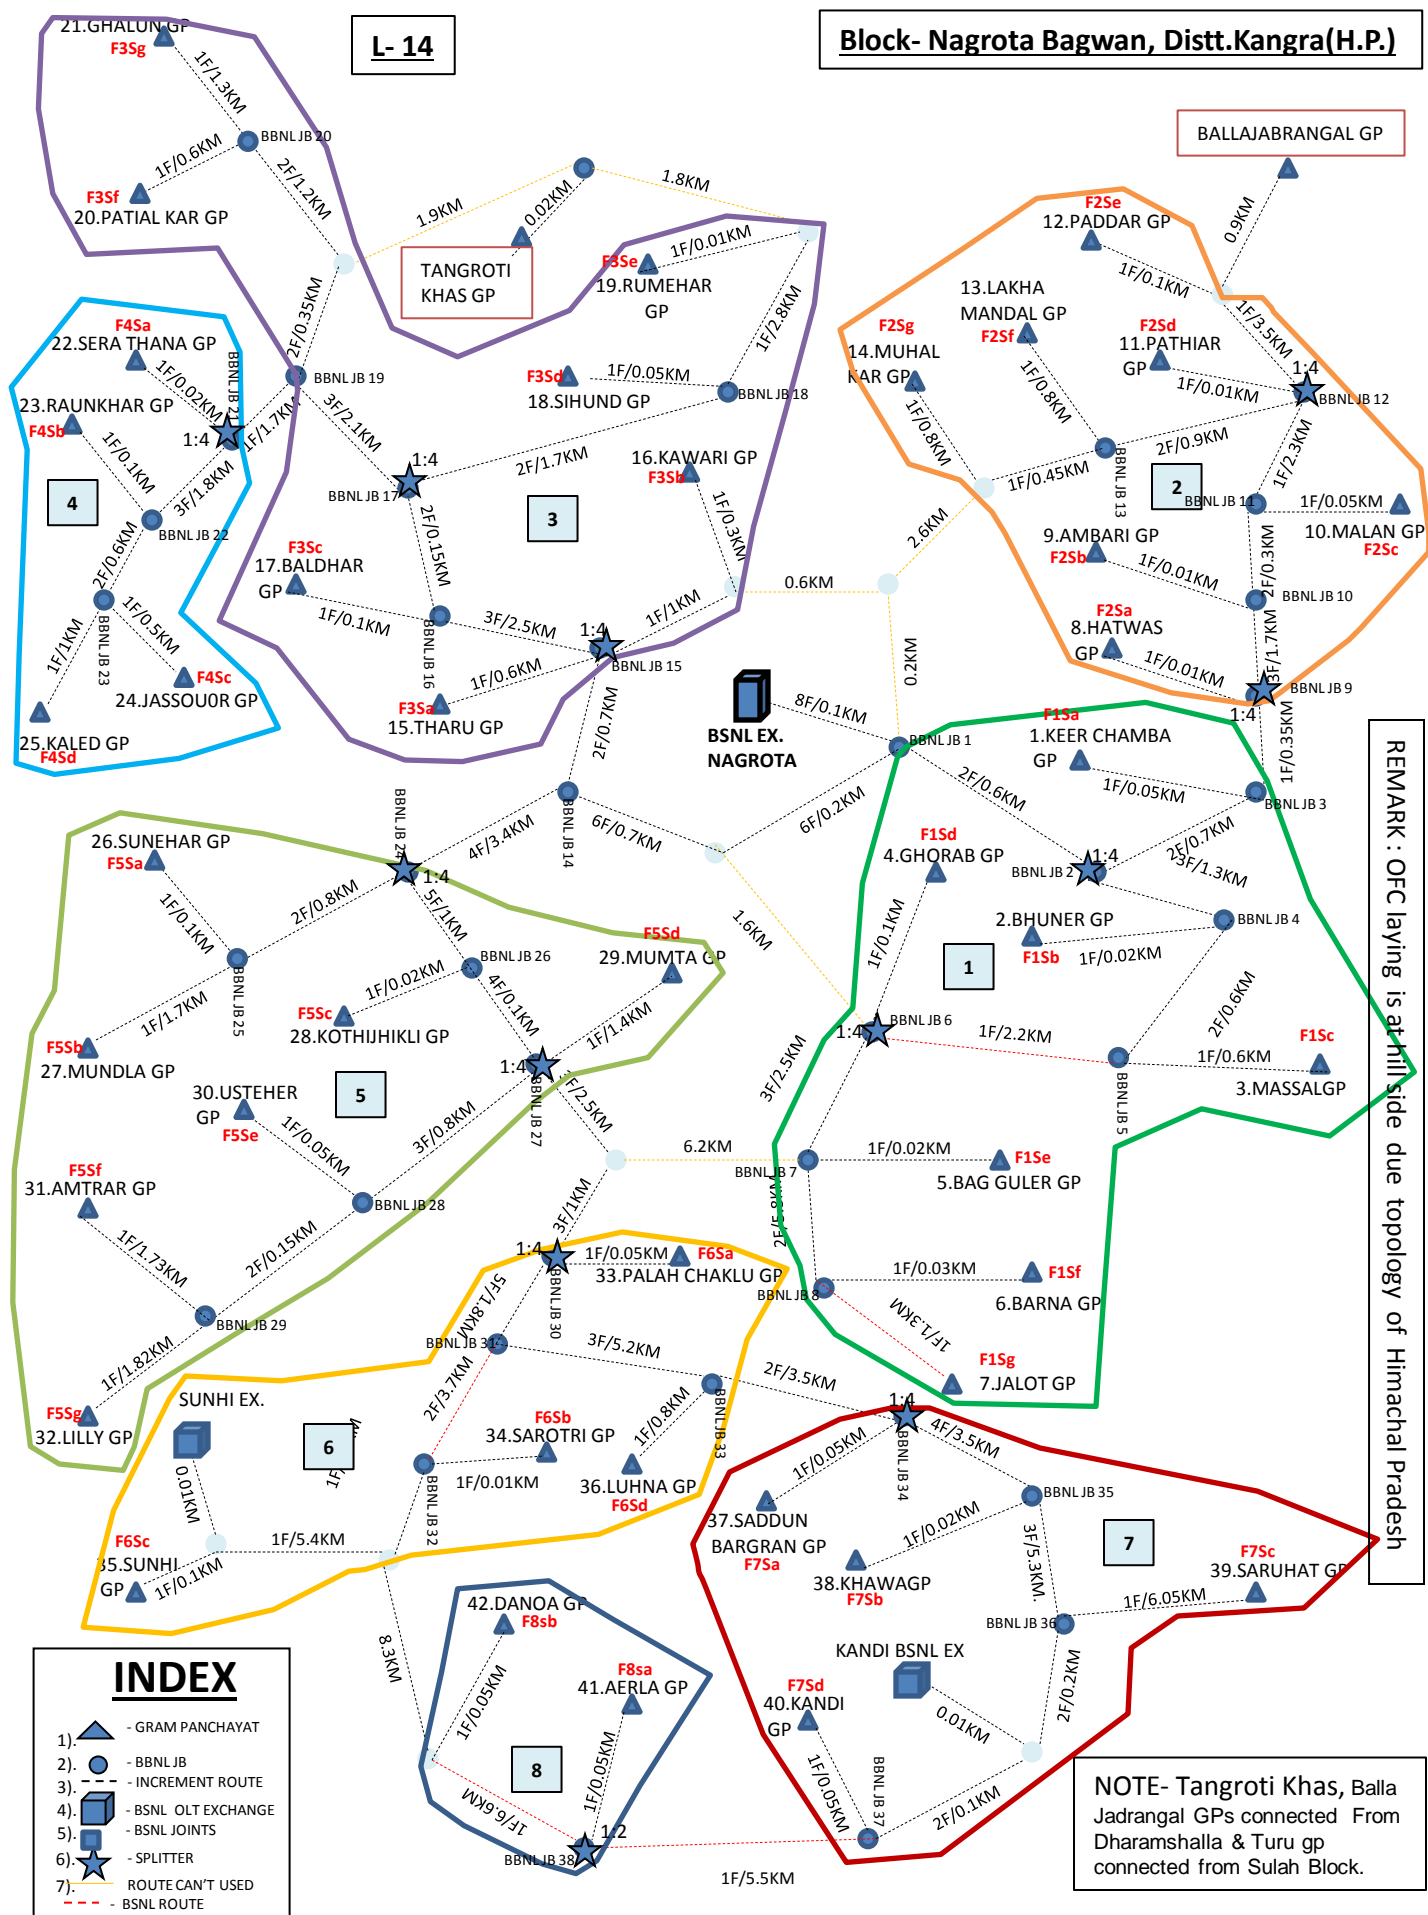 21.GHALUN GP
F3Sg
L- 14
Block- Nagrota Bagwan, Distt.Kangra(H.P.)
1F/1.3KM
BBNL JB 20
1F/0.6KM
2F/1.2KM
F3Sf
20.PATIAL KAR GP
1.9KM
0.02KM
1.8KM
TANGROTI
KHAS GP
BALLAJABRANGAL GP
0.9KM
F2Se
12.PADDAR GP
1F/0.1KM
1F/3.5KM
F3Se
1F/0.01KM
19.RUMEHAR
GP
1F/2.8KM
2F/0.35KM
BBNL JB 19
13.LAKHA
MANDAL GP
F2Sg
F2Sf
14.MUHAL
KAR GP
F2Sd
11.PATHIAR
GP
1F/0.01KM
1:4
BBNL JB 12
1F/0.8KM
1F/0.8KM
2F/0.9KM
1F/0.45KM
BBNL JB 13
2
1F/2.3KM
BBNL JB 11
1F/0.05KM
10.MALAN GP
F2Sc
F4Sa
22.SERA THANA GP
BBNL JB 21
1F/0.02KM
23.RAUNKHAR GP
F4Sb
1:4
1F/1.7KM
3F/2.1KM
1F/0.1KM
3F/1.8KM
4
BBNL JB 22
2F/0.6KM
1F/0.5KM
1F/1KM
BBNL JB 23
F4Sc
24.JASSOU0R GP
25.KALED GP
F4Sd
F3Sd
1F/0.05KM
18.SIHUND GP
BBNL JB 18
1:4
BBNL JB 17
2F/1.7KM
16.KAWARI GP
F3Sb
3
2F/0.15KM
1F/0.3KM
F3Sc
17.BALDHAR
GP
1F/0.1KM
BBNL JB 16
3F/2.5KM
1:4
BBNL JB 15
1F/1KM
1F/0.6KM
F3Sa
15.THARU GP
2F/0.7KM
0.6KM
2.6KM
0.2KM
9.AMBARI GP
F2Sb
1F/0.01KM
2F/0.3KM
BBNL JB 10
F2Sa
8.HATWAS
GP
1F/0.01KM
3F/1.7KM
BBNL JB 9
1:4
1F/0.35KM
BSNL EX.
NAGROTA
8F/0.1KM
BBNL JB 1
F1Sa
1.KEER CHAMBA
GP
1F/0.05KM
BBNL JB 3
2F/0.6KM
2F/0.7KM
6F/0.2KM
6F/0.7KM
BBNL JB 14
4F/3.4KM
F1Sd
4.GHORAB GP
BBNL JB 2
1:4
3F/1.3KM
BBNL JB 4
2.BHUNER GP
F1Sb
1F/0.02KM
1F/0.1KM
1
2F/0.6KM
1.6KM
BBNL JB 6
1:4
1F/2.2KM
BBNL JB 5
F1Sc
1F/0.6KM
3.MASSALGP
3F/2.5KM
6.2KM
BBNL JB 7
1F/0.02KM
F1Se
5.BAG GULER GP
BBNL JB 8
1F/0.03KM
F1Sf
6.BARNA GP
1F/1.3KM
F1Sg
7.JALOT GP
REMARK : OFC laying is at hill side due topology of Himachal Pradesh
26.SUNEHAR GP
F5Sa
BBNL JB 24
1:4
1F/0.1KM
2F/0.8KM
5F/1KM
BBNL JB 25
1F/1.7KM
F5Sb
27.MUNDLA GP
BBNL JB 26
1F/0.02KM
F5Sc
28.KOTHIJHIKLI GP
4F/0.1KM
F5Sd
29.MUMTA GP
1F/1.4KM
1:4
BBNL JB 27
5
30.USTEHER
GP
F5Se
1F/0.05KM
3F/0.8KM
BBNL JB 28
F5Sf
31.AMTRAR GP
1F/1.73KM
2F/0.15KM
BBNL JB 29
1F/1.82KM
F5Sg
32.LILLY GP
3F/1KM
1:4
1F/0.05KM
F6Sa
33.PALAH CHAKLU GP
BBNL JB 30
5F/1.8KM
BBNL JB 31
3F/5.2KM
2F/3.7KM
BBNL JB 33
2F/3.5KM
1F/0.8KM
SUNHI EX.
6
F6Sb
34.SAROTRI GP
1F/0.01KM
BBNL JB 32
36.LUHNA GP
F6Sd
0.01KM
F6Sc
35.SUNHI
GP
1F/0.1KM
1F/5.4KM
8.3KM
1:4
BBNL JB 34
4F/3.5KM
1F/0.05KM
37.SADDUN
BARGRAN GP
F7Sa
BBNL JB 35
1F/0.02KM
38.KHAWAGP
F7Sb
3F/5.3KM.
7
F7Sc
39.SARUHAT GP
1F/6.05KM
BBNL JB 36
KANDI BSNL EX
0.01KM
2F/0.2KM
F7Sd
40.KANDI
GP
1F/0.05KM
BBNL JB 37
2F/0.1KM
42.DANOA GP
F8sb
1F/0.05KM
F8sa
41.AERLA GP
8
1F/0.05KM
1F/6.6KM
1:2
BBNL JB 38
1F/5.5KM
INDEX
1). - GRAM PANCHAYAT
2). - BBNL JB
3). - INCREMENT ROUTE
4). - BSNL OLT EXCHANGE
5). - BSNL JOINTS
6). - SPLITTER
7). ROUTE CAN'T USED
- BSNL ROUTE
NOTE- Tangroti Khas, Balla
Jadrangal GPs connected From
Dharamshalla & Turu gp
connected from Sulah Block.